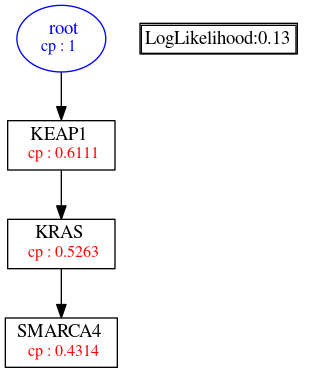 root
cp : 1
LogLikelihood:0.13
KEAP1
cp : 0.6111
KRAS
cp : 0.5263
SMARCA4
cp : 0.4314